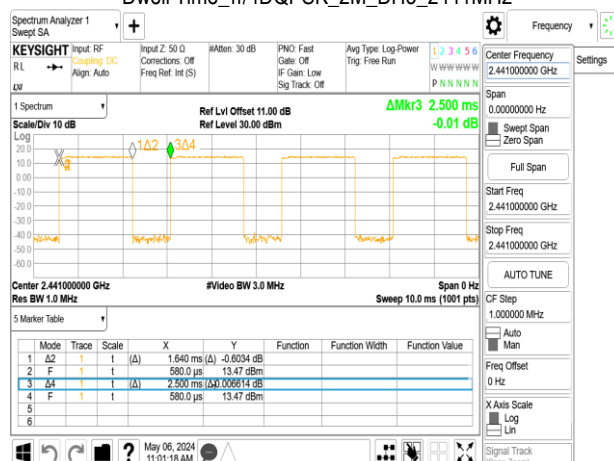 Dwell Time_π/4DQPSK_2M_DH3_2441MHz
Spectrum Analyzer 1
Swept SA
+
Frequency
KEYSIGHT
Input: RF
Input Z: 50 Ω
#Atten: 30 dB
PNO: Fast
Avg Type: Log-Power
1 2 3 4 5 6
RL
Coupling: DC
Corrections: Off
Gate: Off
Trig: Free Run
W W W W W W
Align: Auto
Freq Ref: Int (S)
IF Gain: Low
P N N N N N
Sig Track: Off
Center Frequency
2.441000000 GHz
Settings
Span
0.00000000 Hz
Swept Span
Zero Span
Full Span
Start Freq
2.441000000 GHz
Stop Freq
2.441000000 GHz
AUTO TUNE
CF Step
1.000000 MHz
Auto
Man
Freq Offset
0 Hz
X Axis Scale
Log
Lin
Signal Track
1 Spectrum
Ref Lvl Offset 11.00 dB
ΔMkr3 2.500 ms
Scale/Div 10 dB
Ref Level 30.00 dBm
-0.01 dB
Log
20.0
10.0
0.00
-10.0
-20.0
-30.0
-40.0
-50.0
-60.0
1Δ2
3Δ4
Center 2.441000000 GHz
#Video BW 3.0 MHz
Span 0 Hz
Res BW 1.0 MHz
Sweep 10.0 ms (1001 pts)
5 Marker Table
Mode Trace Scale X Y Function Function Width Function Value
1 Δ2 1 t (Δ) 1.640 ms (Δ) -0.6034 dB
2 F 1 t 580.0 µs 13.47 dBm
3 Δ4 1 t (Δ) 2.500 ms (Δ) -0.006614 dB
4 F 1 t 580.0 µs 13.47 dBm
5
6
?
May 06, 2024
11:01:18 AM